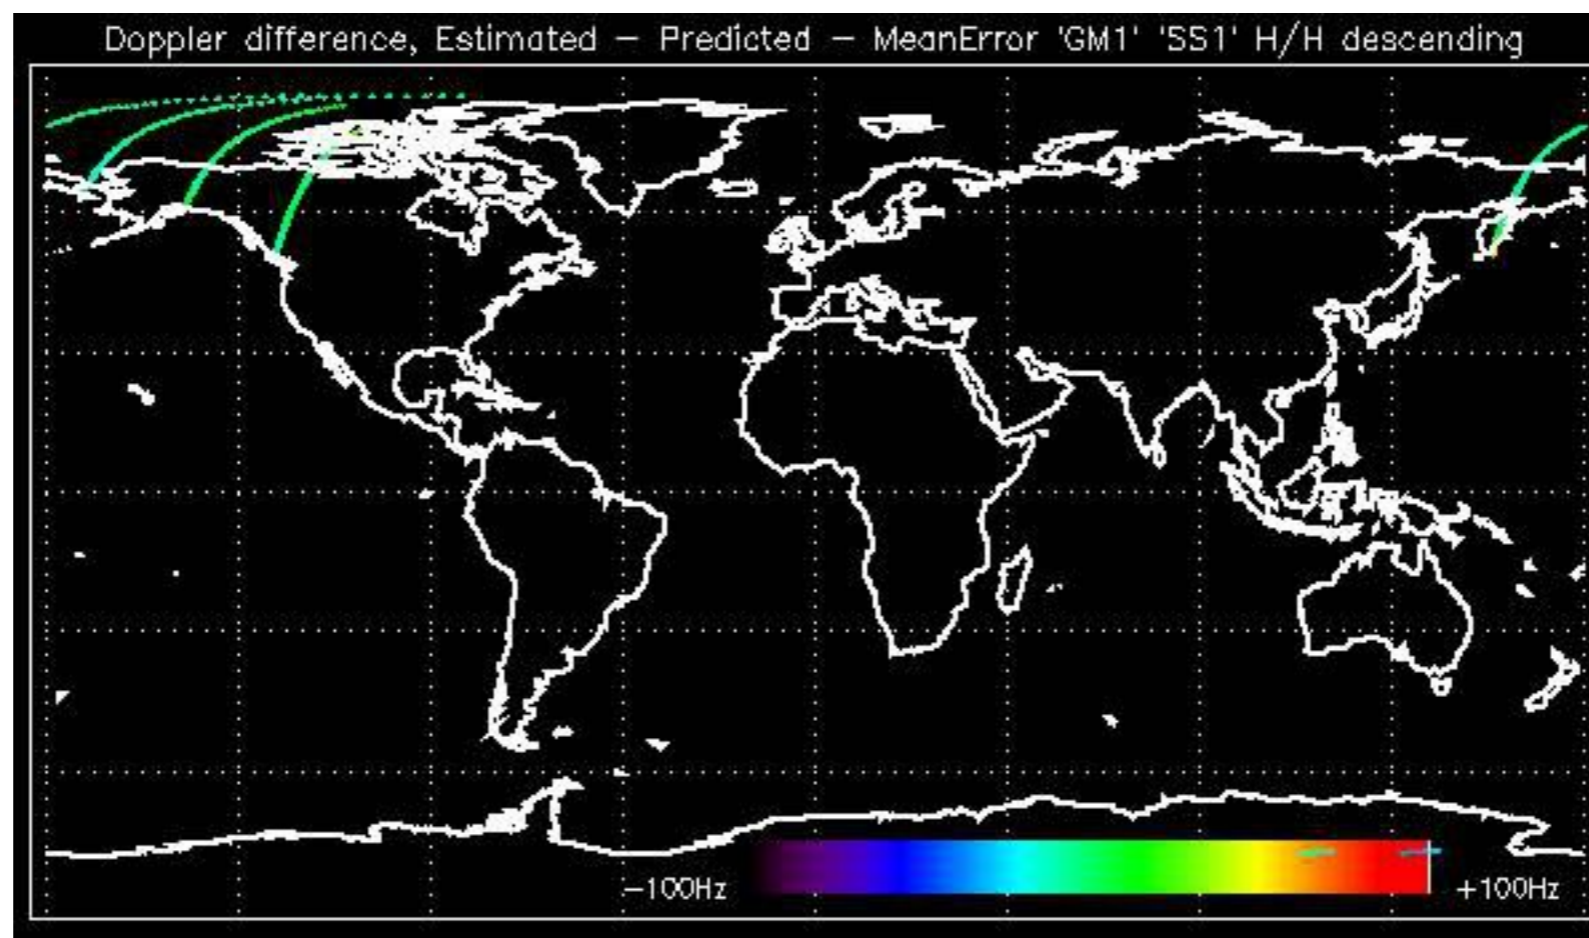 Doppler difference, Estimated − Predicted − MeanError 'GM1' 'SS1' H/H descending
−100Hz
+100Hz